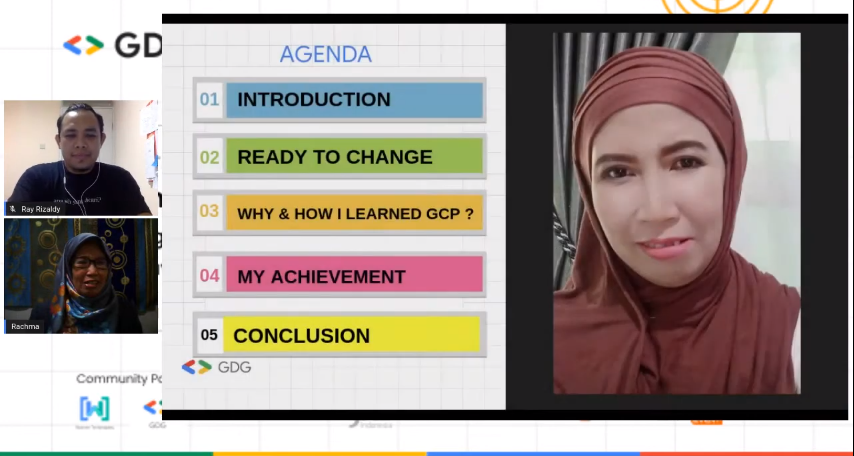 GD
AGENDA
01 INTRODUCTION
02 READY TO CHANGE
03 WHY & HOW I LEARNED GCP ?
04 MY ACHIEVEMENT
05 CONCLUSION
GDG
Ray Rizaldy
Rachma
Community Pa
GDG